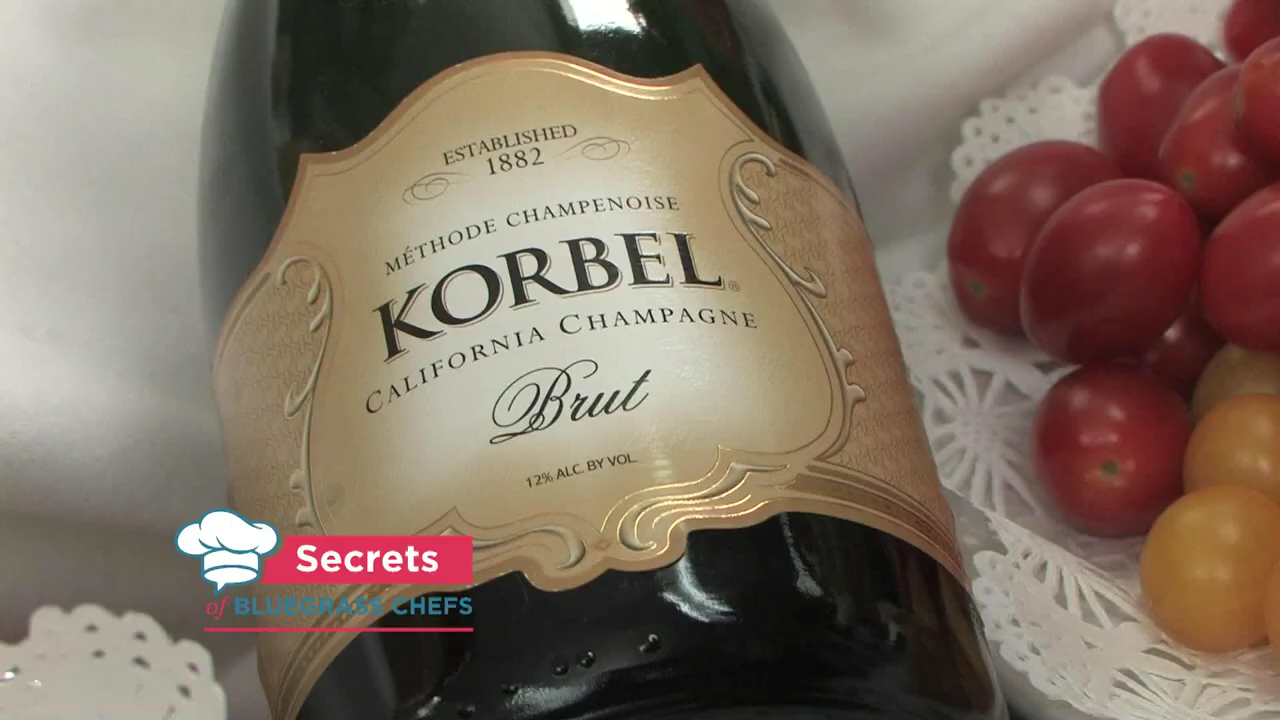 ESTABLISHED
1882
MÉTHODE CHAMPENOISE
KORBEL®
CALIFORNIA CHAMPAGNE
Brut
12% ALC. BY VOL.
Secrets
of BLUEGRASS CHEFS